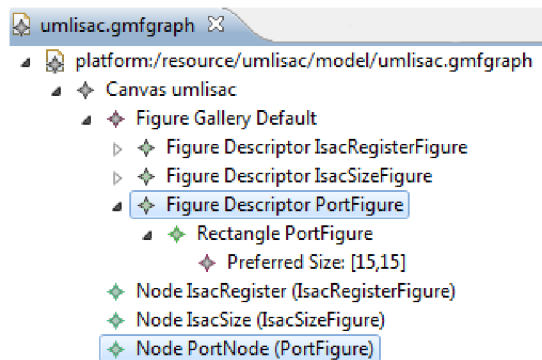 umlisac.gmfgraph
platform:/resource/umlisac/model/umlisac.gmfgraph
Canvas umlisac
Figure Gallery Default
Figure Descriptor IsacRegisterFigure
Figure Descriptor IsacSizeFigure
Figure Descriptor PortFigure
Rectangle PortFigure
Preferred Size: [15,15]
Node IsacRegister (IsacRegisterFigure)
Node IsacSize (IsacSizeFigure)
Node PortNode (PortFigure)